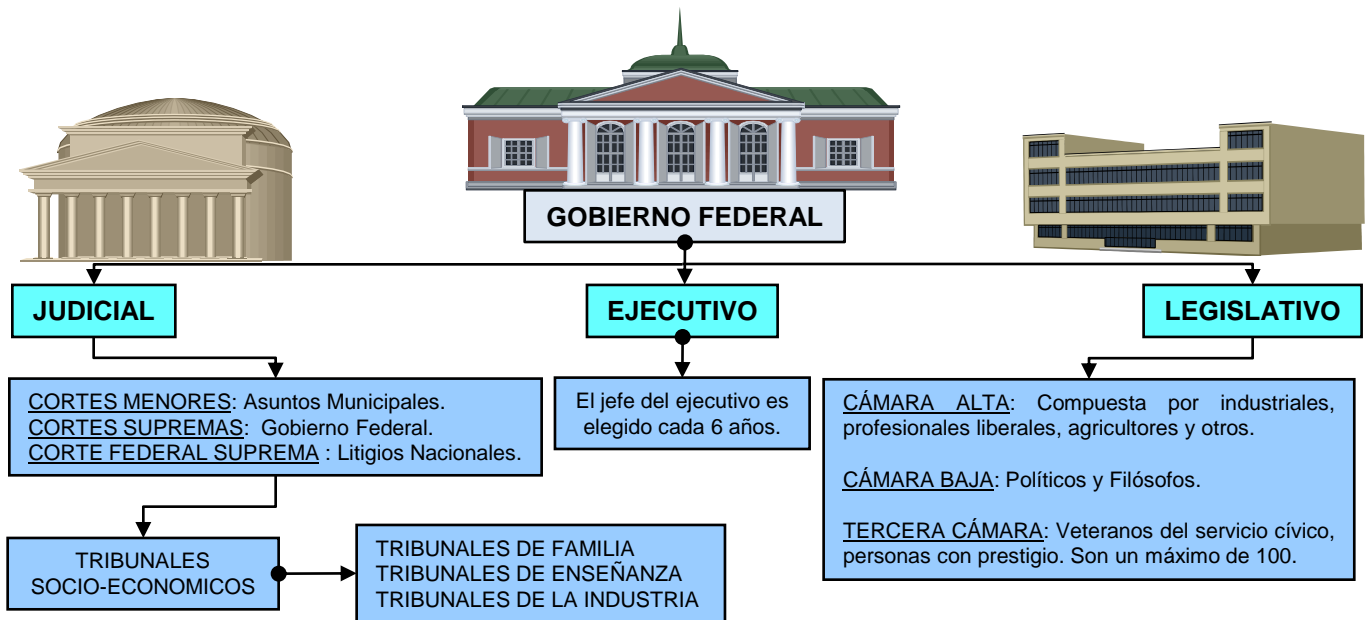 GOBIERNO FEDERAL
JUDICIAL
EJECUTIVO
LEGISLATIVO
CORTES MENORES: Asuntos Municipales.
CORTES SUPREMAS: Gobierno Federal.
CORTE FEDERAL SUPREMA : Litigios Nacionales.
El jefe del ejecutivo es
elegido cada 6 años.
CÁMARA ALTA: Compuesta por industriales,
profesionales liberales, agricultores y otros.
CÁMARA BAJA: Políticos y Filósofos.
TERCERA CÁMARA: Veteranos del servicio cívico,
personas con prestigio. Son un máximo de 100.
TRIBUNALES
SOCIO-ECONOMICOS
TRIBUNALES DE FAMILIA
TRIBUNALES DE ENSEÑANZA
TRIBUNALES DE LA INDUSTRIA